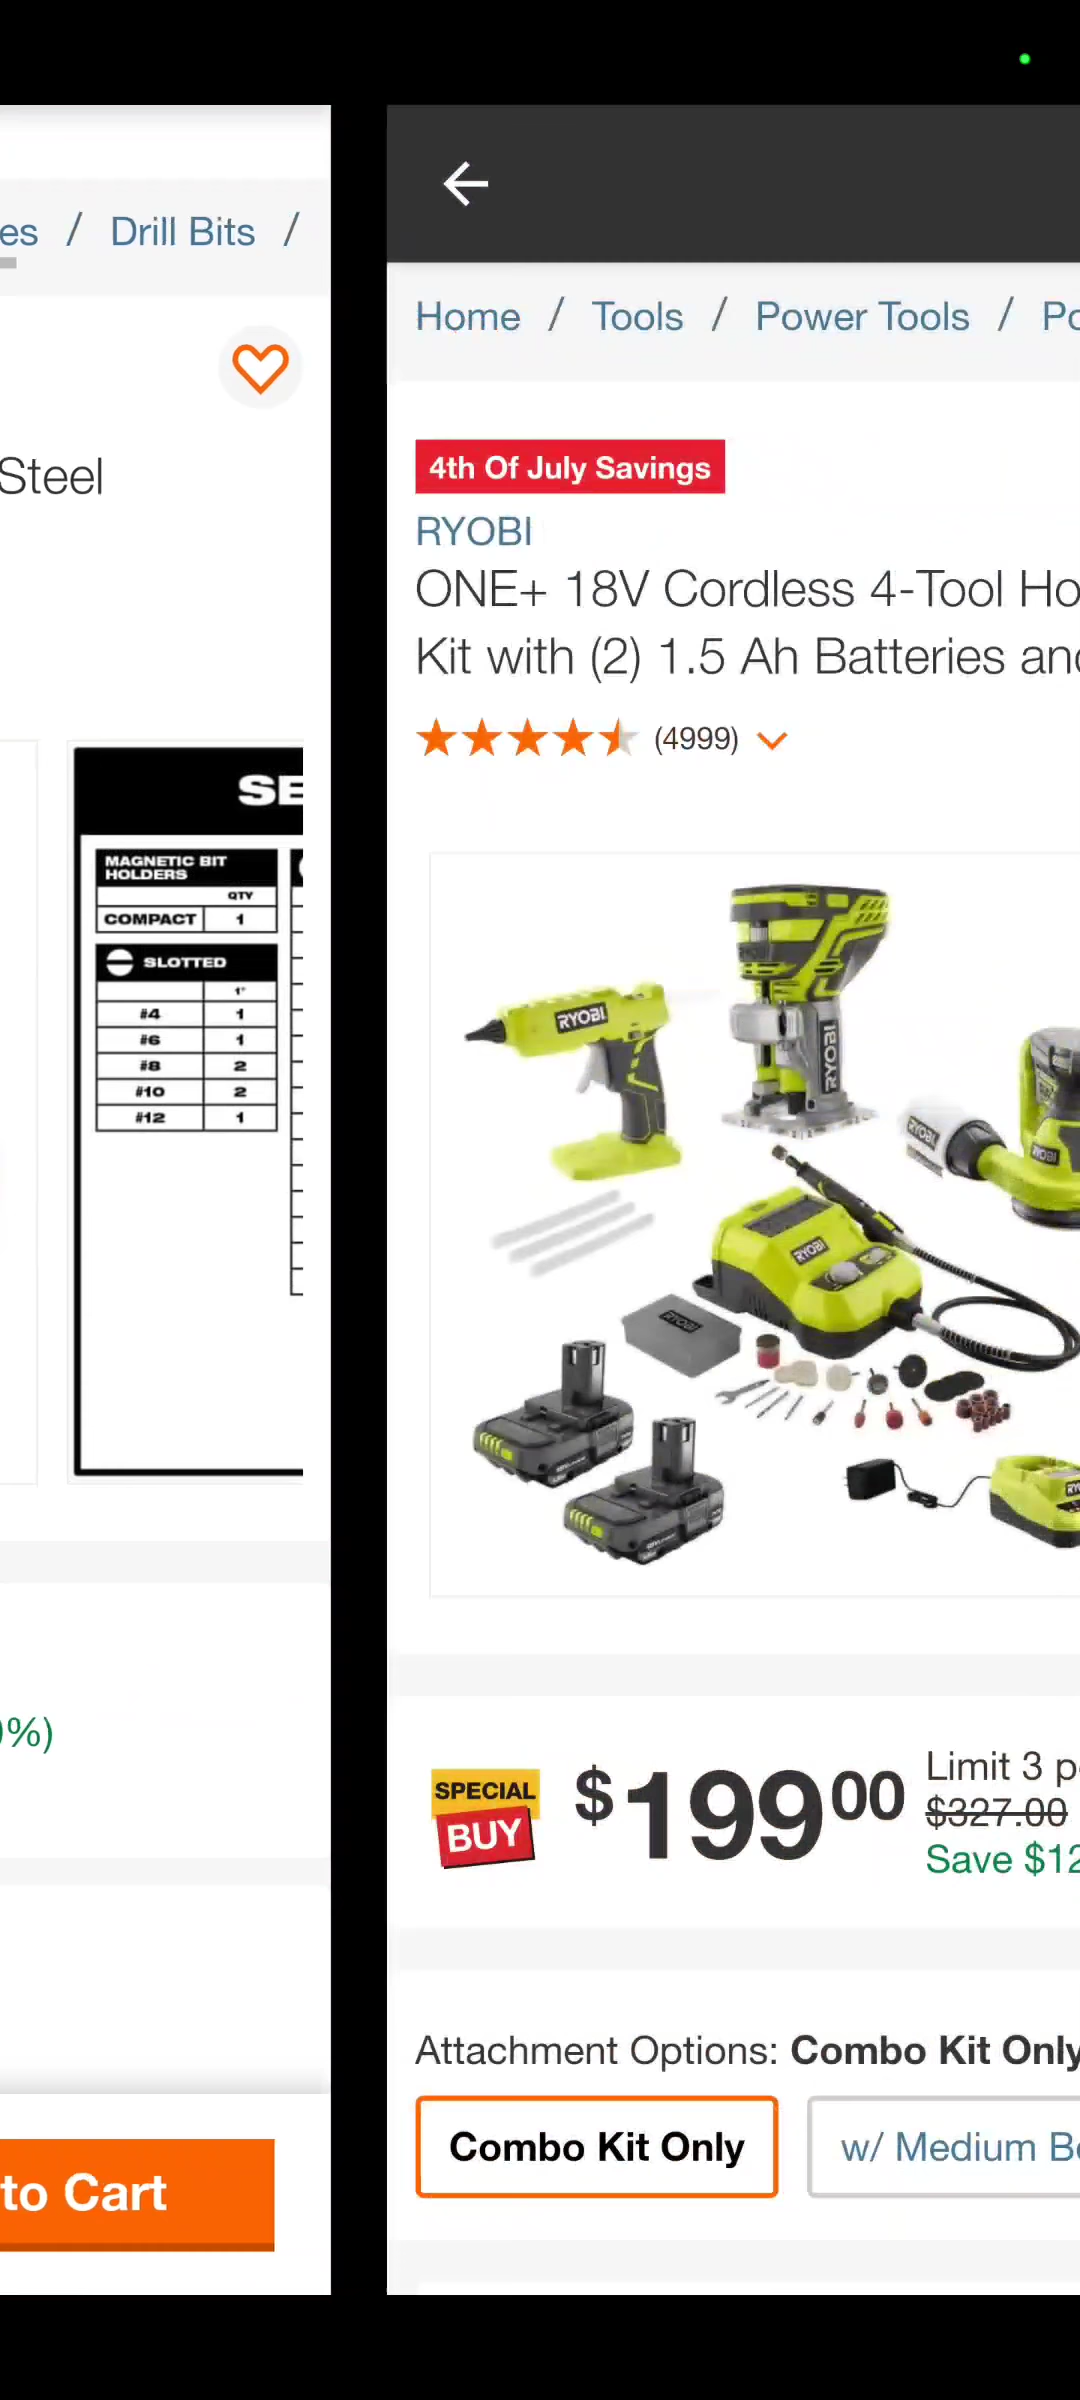 es / Drill Bits /
Steel
SE
MAGNETIC BIT
HOLDERS
QTY
COMPACT 1
SLOTTED
1"
#4 1
#6 1
#8 2
#10 2
#12 1
%)
to Cart
Home / Tools / Power Tools / Po
4th Of July Savings
RYOBI
ONE+ 18V Cordless 4-Tool Ho
Kit with (2) 1.5 Ah Batteries and
(4999)
RYOBI
RYOBI
RYOBI
RYOBI
RYOBI
RYOBI
SPECIAL
BUY
$19900
Limit 3 p
$327.00
Save $12
Attachment Options: Combo Kit Only
Combo Kit Only
w/ Medium B